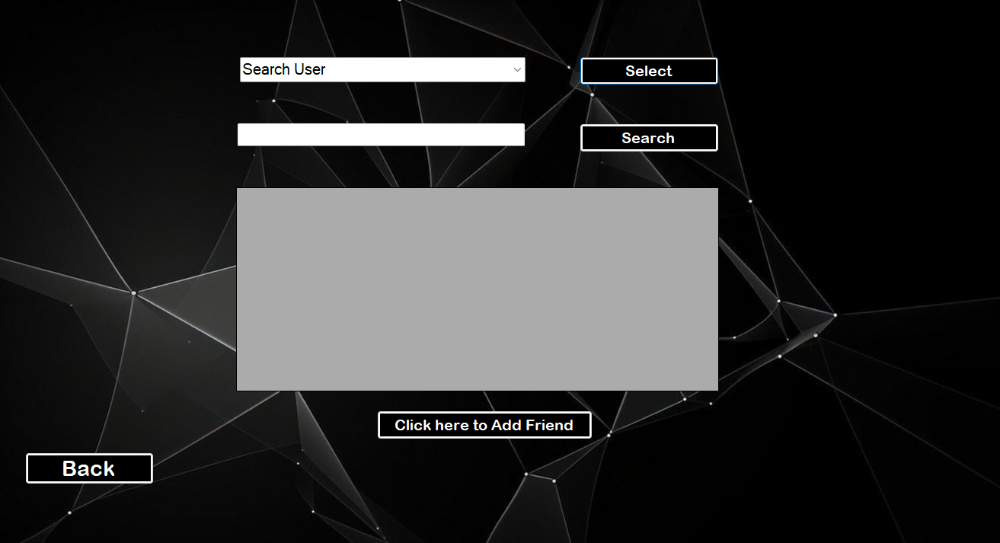 Search User
Select
Search
Click here to Add Friend
Back